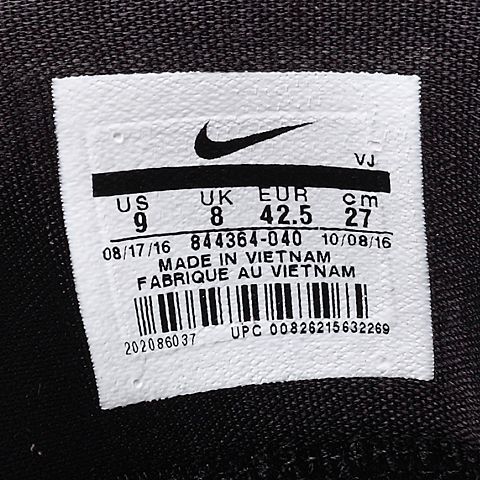 VJ
US UK EUR cm
9 8 42.5 27
08/17/16 844364-040 10/08/16
MADE IN VIETNAM
FABRIQUE AU VIETNAM
202086037 UPC 00826215632269